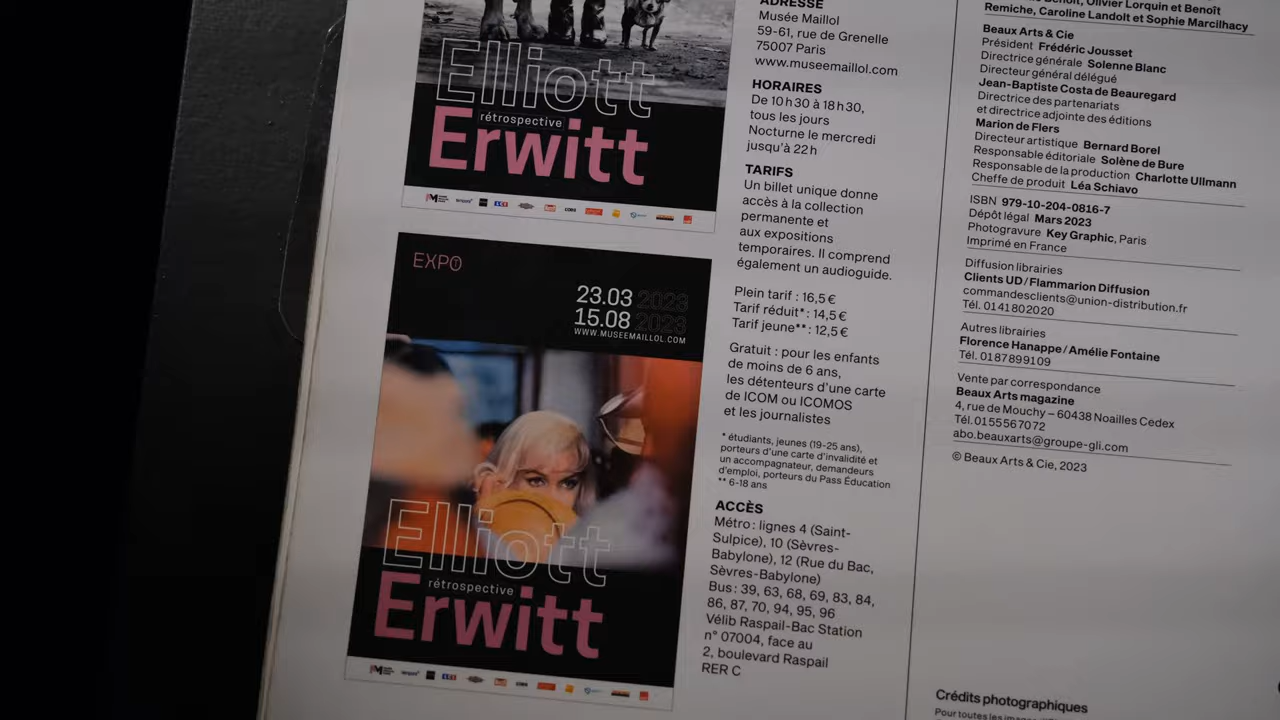 Elliott
rétrospective
Erwitt
EXPO
23.03 2023
15.08 2023
WWW.MUSEEMAILLOL.COM
Elliott
rétrospective
Erwitt
ADRESSE
Musée Maillol
59-61, rue de Grenelle
75007 Paris
www.museemaillol.com
HORAIRES
De 10h30 à 18h30,
tous les jours
Nocturne le mercredi
jusqu'à 22h
TARIFS
Un billet unique donne
accès à la collection
permanente et
aux expositions
temporaires. Il comprend
également un audioguide.
Plein tarif : 16,5 €
Tarif réduit* : 14,5 €
Tarif jeune** : 12,5 €
Gratuit : pour les enfants
de moins de 6 ans,
les détenteurs d'une carte
de ICOM ou ICOMOS
et les journalistes
* étudiants, jeunes (19-25 ans),
porteurs d'une carte d'invalidité et
un accompagnateur, demandeurs
d'emploi, porteurs du Pass Éducation
** 6-18 ans
ACCÈS
Métro : lignes 4 (Saint-
Sulpice), 10 (Sèvres-
Babylone), 12 (Rue du Bac,
Sèvres-Babylone)
Bus : 39, 63, 68, 69, 83, 84,
86, 87, 70, 94, 95, 96
Vélib Raspail-Bac Station
n° 07004, face au
2, boulevard Raspail
RER C
Benoît, Olivier Lorquin et Benoît
Remiche, Caroline Landolt et Sophie Marcilhacy
Beaux Arts & Cie
Président Frédéric Jousset
Directrice générale Solenne Blanc
Directeur général délégué
Jean-Baptiste Costa de Beauregard
Directrice des partenariats
et directrice adjointe des éditions
Marion de Flers
Directeur artistique Bernard Borel
Responsable éditoriale Solène de Bure
Responsable de la production Charlotte Ullmann
Cheffe de produit Léa Schiavo
ISBN 979-10-204-0816-7
Dépôt légal Mars 2023
Photogravure Key Graphic, Paris
Imprimé en France
Diffusion librairies
Clients UD / Flammarion Diffusion
commandesclients@union-distribution.fr
Tél. 0141802020
Autres librairies
Florence Hanappe / Amélie Fontaine
Tél. 0187899109
Vente par correspondance
Beaux Arts magazine
4, rue de Mouchy – 60438 Noailles Cedex
Tél. 0155567072
abo.beauxarts@groupe-gli.com
© Beaux Arts & Cie, 2023
Crédits photographiques
Pour toutes les images